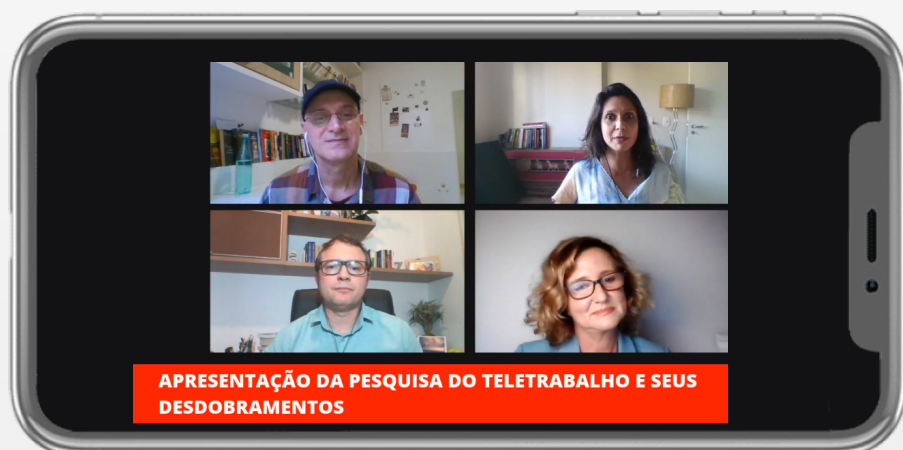 APRESENTAÇÃO DA PESQUISA DO TELETRABALHO E SEUS
DESDOBRAMENTOS